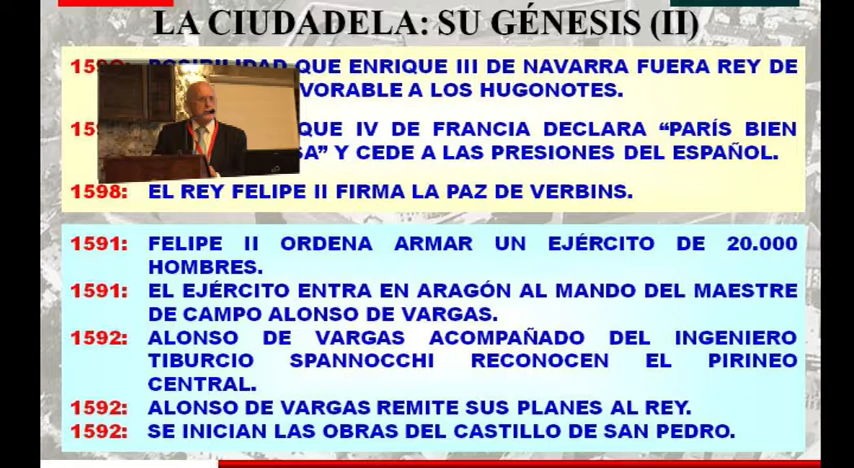 LA CIUDADELA: SU GÉNESIS (II)
POSIBILIDAD QUE ENRIQUE III DE NAVARRA FUERA REY DE
A LOS HUGONOTES.
IV DE FRANCIA DECLARA “PARÍS BIEN
Y CEDE A LAS PRESIONES DEL ESPAÑOL.
1598: EL REY FELIPE II FIRMA LA PAZ DE VERBINS.
1591: FELIPE II ORDENA ARMAR UN EJÉRCITO DE 20.000
HOMBRES.
1591: EL EJÉRCITO ENTRA EN ARAGÓN AL MANDO DEL MAESTRE
DE CAMPO ALONSO DE VARGAS.
1592: ALONSO DE VARGAS ACOMPAÑADO DEL INGENIERO
TIBURCIO SPANNOCCHI RECONOCEN EL PIRINEO
CENTRAL.
1592: ALONSO DE VARGAS REMITE SUS PLANES AL REY.
1592: SE INICIAN LAS OBRAS DEL CASTILLO DE SAN PEDRO.